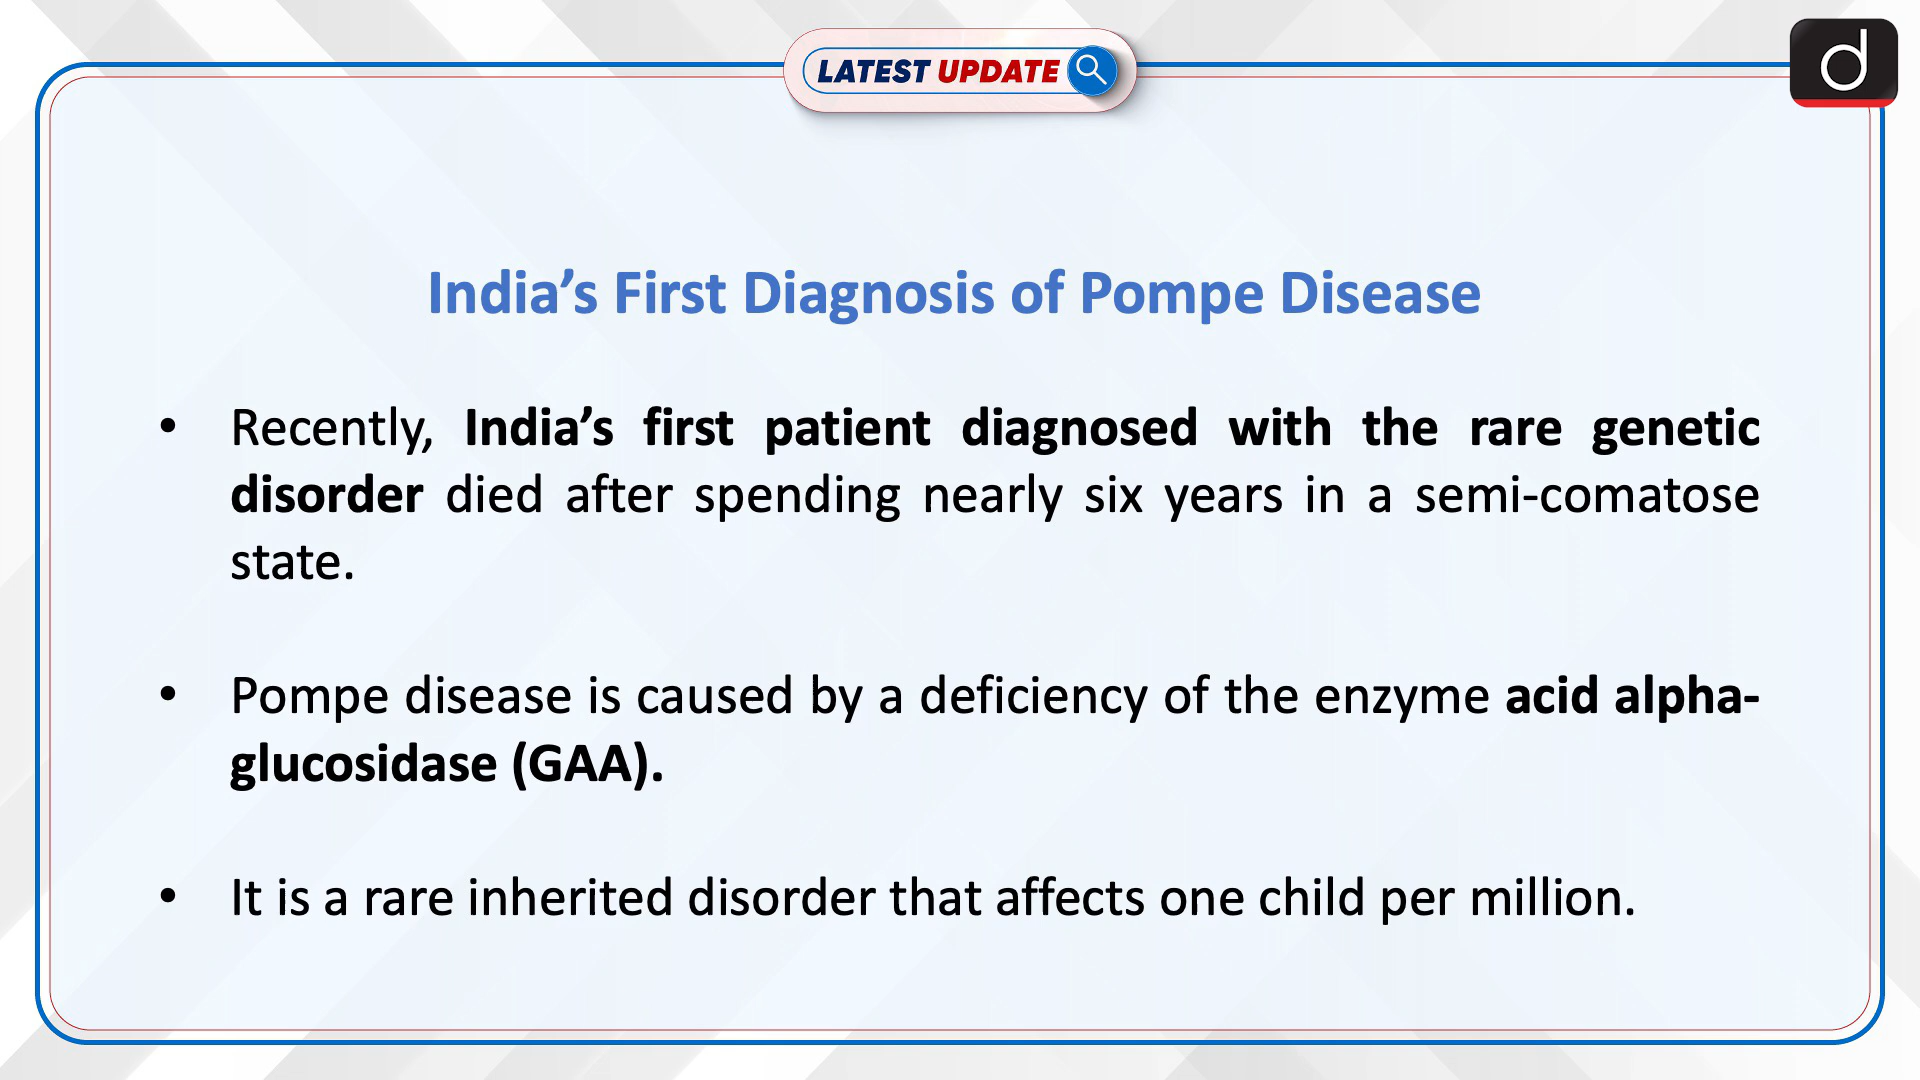 LATEST UPDATE
d
India’s First Diagnosis of Pompe Disease
• Recently, India’s first patient diagnosed with the rare genetic
disorder died after spending nearly six years in a semi-comatose
state.
• Pompe disease is caused by a deficiency of the enzyme acid alpha-
glucosidase (GAA).
• It is a rare inherited disorder that affects one child per million.